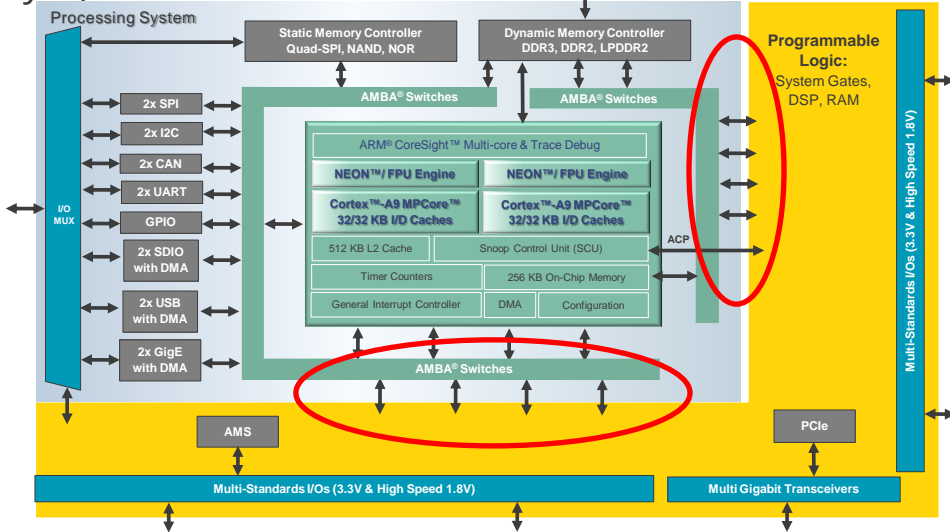 Processing System
Static Memory Controller
Quad-SPI, NAND, NOR
Dynamic Memory Controller
DDR3, DDR2, LPDDR2
Programmable
Logic:
System Gates,
DSP, RAM
AMBA® Switches
AMBA® Switches
2x SPI
2x I2C
2x CAN
2x UART
GPIO
2x SDIO
with DMA
2x USB
with DMA
2x GigE
with DMA
I/O
MUX
ARM® CoreSight™ Multi-core & Trace Debug
NEON™/ FPU Engine
NEON™/ FPU Engine
Cortex™-A9 MPCore™
32/32 KB I/D Caches
Cortex™-A9 MPCore™
32/32 KB I/D Caches
512 KB L2 Cache
Snoop Control Unit (SCU)
ACP
Timer Counters
256 KB On-Chip Memory
General Interrupt Controller
DMA
Configuration
AMBA® Switches
Multi-Standards I/Os (3.3V & High Speed 1.8V)
AMS
PCIe
Multi-Standards I/Os (3.3V & High Speed 1.8V)
Multi Gigabit Transceivers